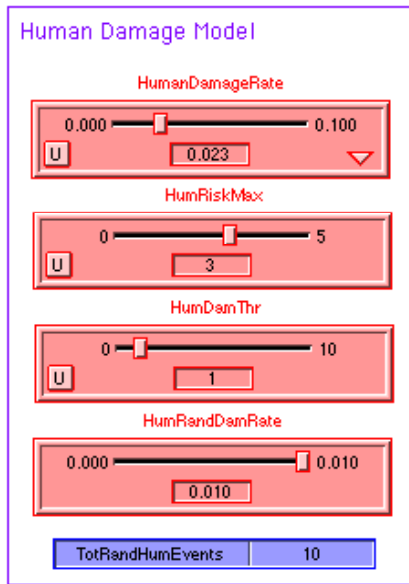 Human Damage Model
HumanDamageRate
0.000 0.100
U 0.023
HumRiskMax
0 5
U 3
HumDamThr
0 10
U 1
HumRandDamRate
0.000 0.010
0.010
TotRandHumEvents 10